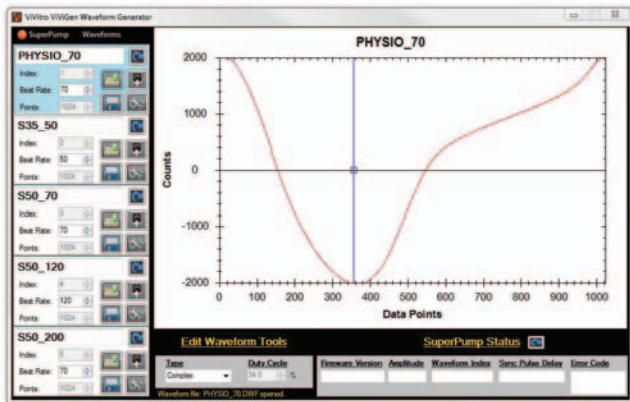 ViVitro ViViGen Waveform Generator
SuperPump Waveforms
PHYSIO_70
Index:
Beat Rate: 70
Points: 1024
S35_50
Index: 2
Beat Rate: 50
Points: 1024
S50_70
Index: 3
Beat Rate: 70
Points: 1024
S50_120
Index: 4
Beat Rate: 120
Points: 1024
S50_200
Index: 5
Beat Rate: 70
Points: 1024
PHYSIO_70
2000
1000
0
-1000
-2000
Counts
0 100 200 300 400 500 600 700 800 900 1000
Data Points
Edit Waveform Tools
Type Duty Cycle
Complex %
Waveform file: PHYSIO_70.DWF opened.
SuperPump Status
Firmware Version Amplitude Waveform Index Sync Pulse Delay Error Code